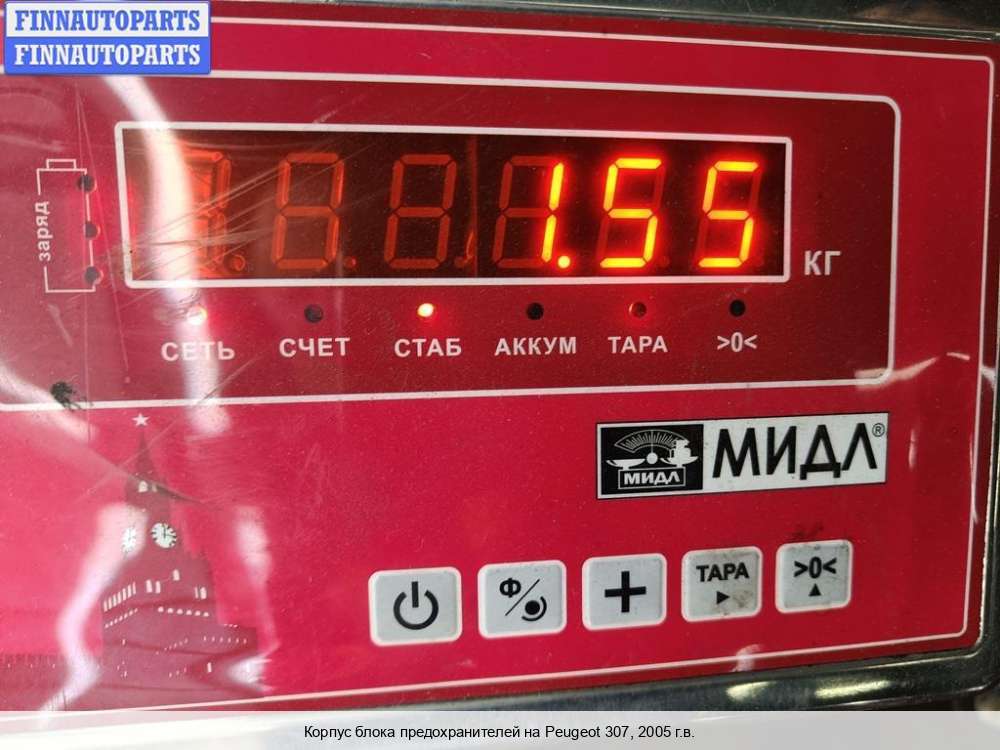 FINNAUTOPARTS
FINNAUTOPARTS
заряд
1.55
КГ
СЕТЬ СЧЕТ СТАБ АККУМ ТАРА >0<
МИДЛ МИДЛ®
Ф ТАРА >0<
Корпус блока предохранителей на Peugeot 307, 2005 г.в.